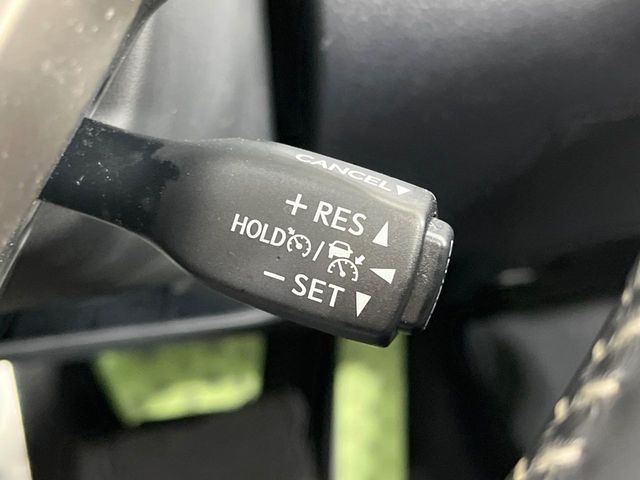 CANCEL
+ RES
HOLD /
− SET